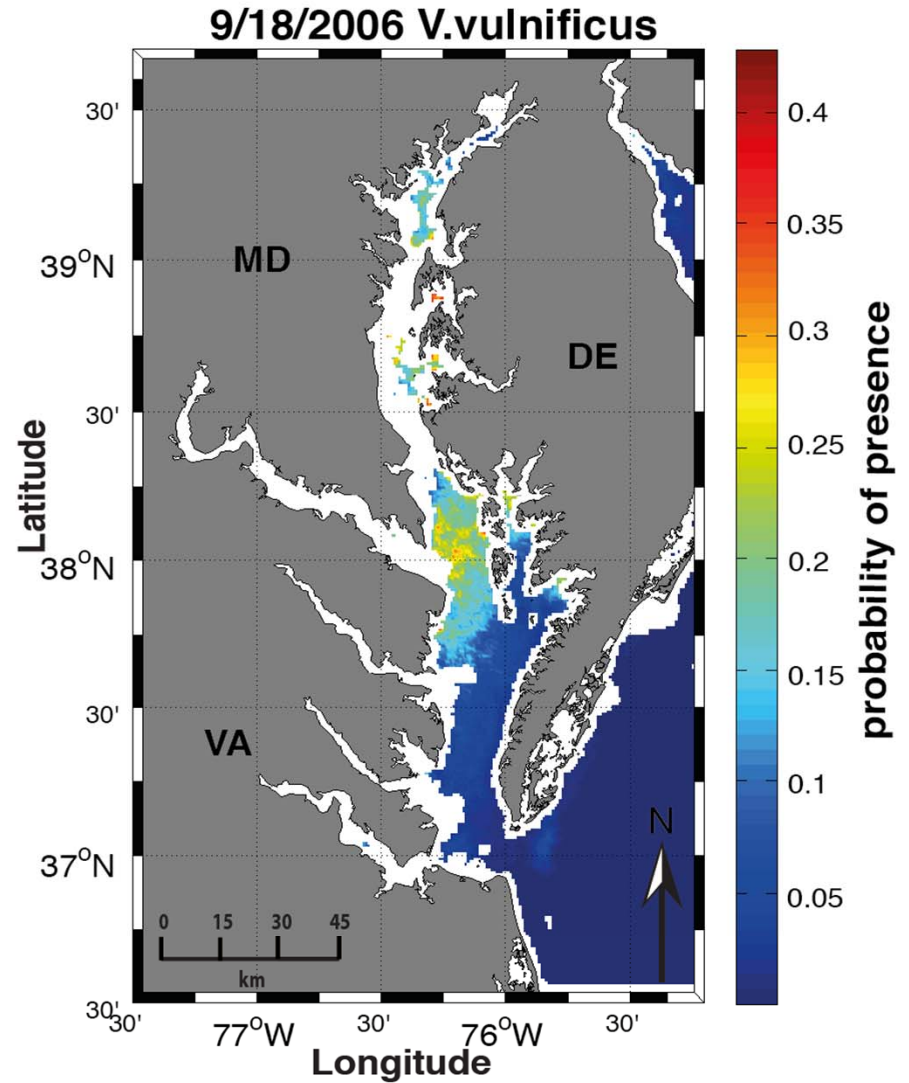 9/18/2006 V.vulnificus
30'
39°N
30'
38°N
30'
37°N
30'
Latitude
MD
DE
VA
N
0 15 30 45
km
30' 77°W 30' 76°W 30'
Longitude
0.4
0.35
0.3
0.25
0.2
0.15
0.1
0.05
probability of presence